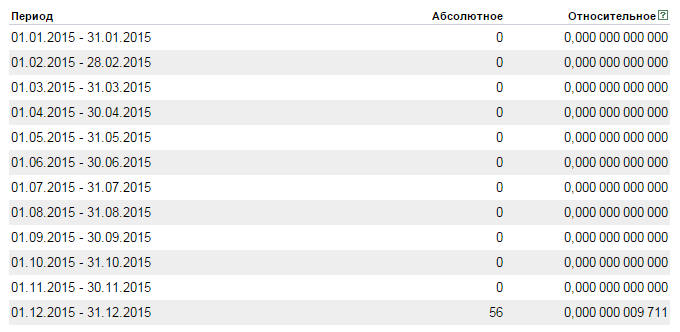 Период Абсолютное Относительное?
01.01.2015 - 31.01.2015 0 0,000 000 000 000
01.02.2015 - 28.02.2015 0 0,000 000 000 000
01.03.2015 - 31.03.2015 0 0,000 000 000 000
01.04.2015 - 30.04.2015 0 0,000 000 000 000
01.05.2015 - 31.05.2015 0 0,000 000 000 000
01.06.2015 - 30.06.2015 0 0,000 000 000 000
01.07.2015 - 31.07.2015 0 0,000 000 000 000
01.08.2015 - 31.08.2015 0 0,000 000 000 000
01.09.2015 - 30.09.2015 0 0,000 000 000 000
01.10.2015 - 31.10.2015 0 0,000 000 000 000
01.11.2015 - 30.11.2015 0 0,000 000 000 000
01.12.2015 - 31.12.2015 56 0,000 000 009 711